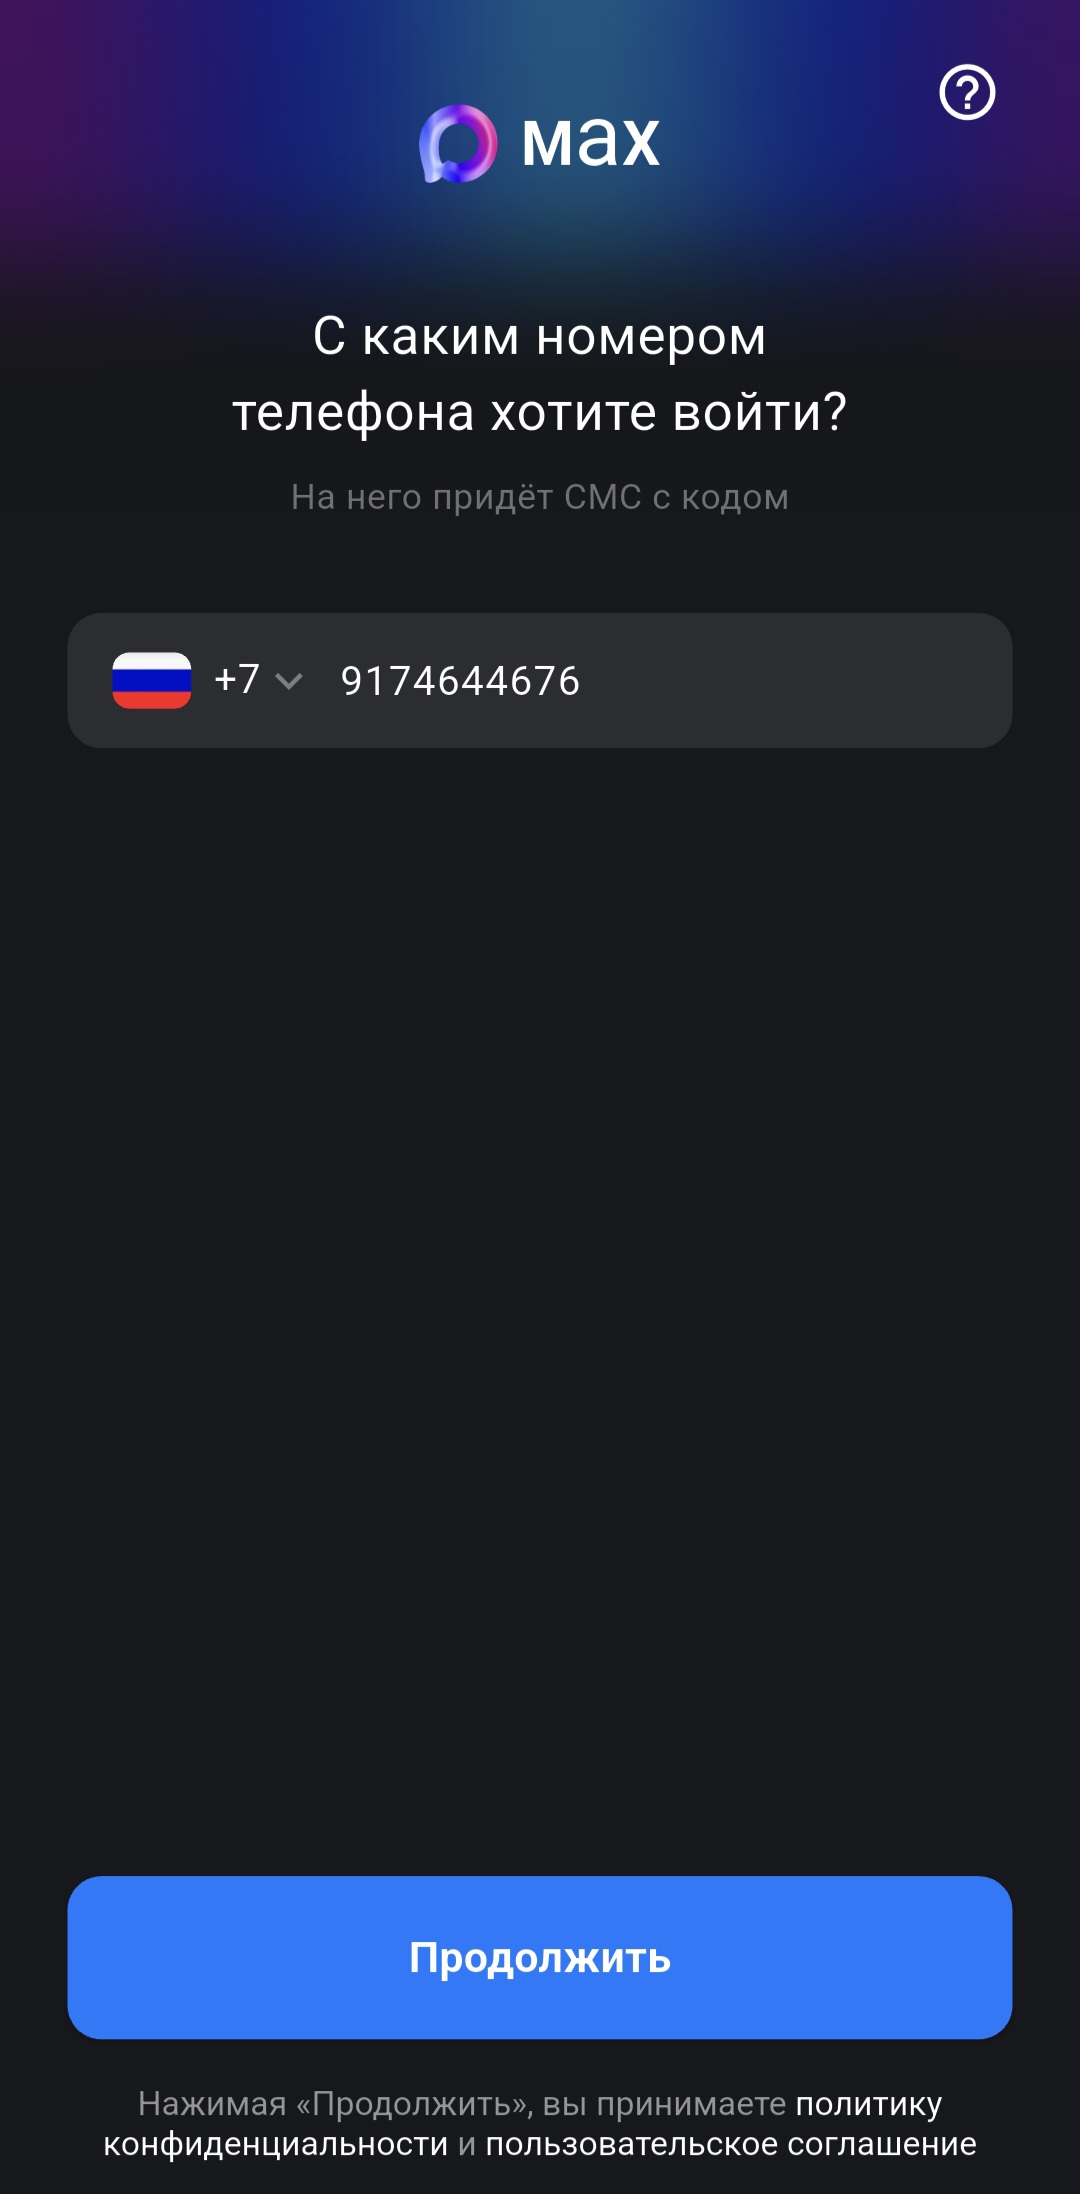 мах
С каким номером
телефона хотите войти?
На него придёт СМС с кодом
+7 9174644676
Продолжить
Нажимая «Продолжить», вы принимаете политику
конфиденциальности и пользовательское соглашение